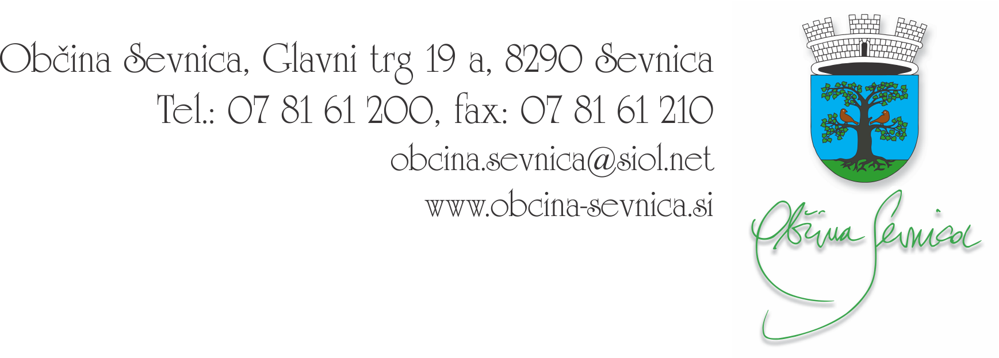 Občina Sevnica, Glavni trg 19 a, 8290 Sevnica
Tel.: 07 81 61 200, fax: 07 81 61 210
obcina.sevnica@siol.net
www.obcina-sevnica.si
Občina Sevnica